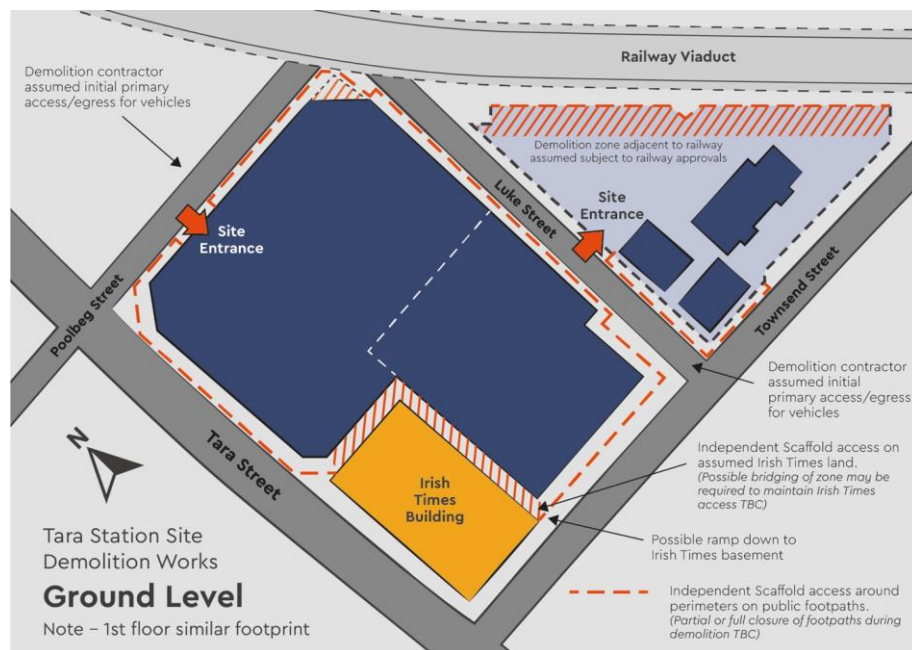 Railway Viaduct
Demolition contractor
assumed initial primary
access/egress for vehicles
Demolition zone adjacent to railway
assumed subject to railway approvals
Luke Street
Site
Entrance
Site
Entrance
Poolbeg Street
Townsend Street
Demolition contractor
assumed initial
primary access/egress
for vehicles
Tara Street
N
Irish
Times
Building
Independent Scaffold access on
assumed Irish Times land.
(Possible bridging of zone may be
required to maintain Irish Times
access TBC)
Possible ramp down to
Irish Times basement
Tara Station Site
Demolition Works
Ground Level
Note – 1st floor similar footprint
Independent Scaffold access around
perimeters on public footpaths.
(Partial or full closure of footpaths during
demolition TBC)